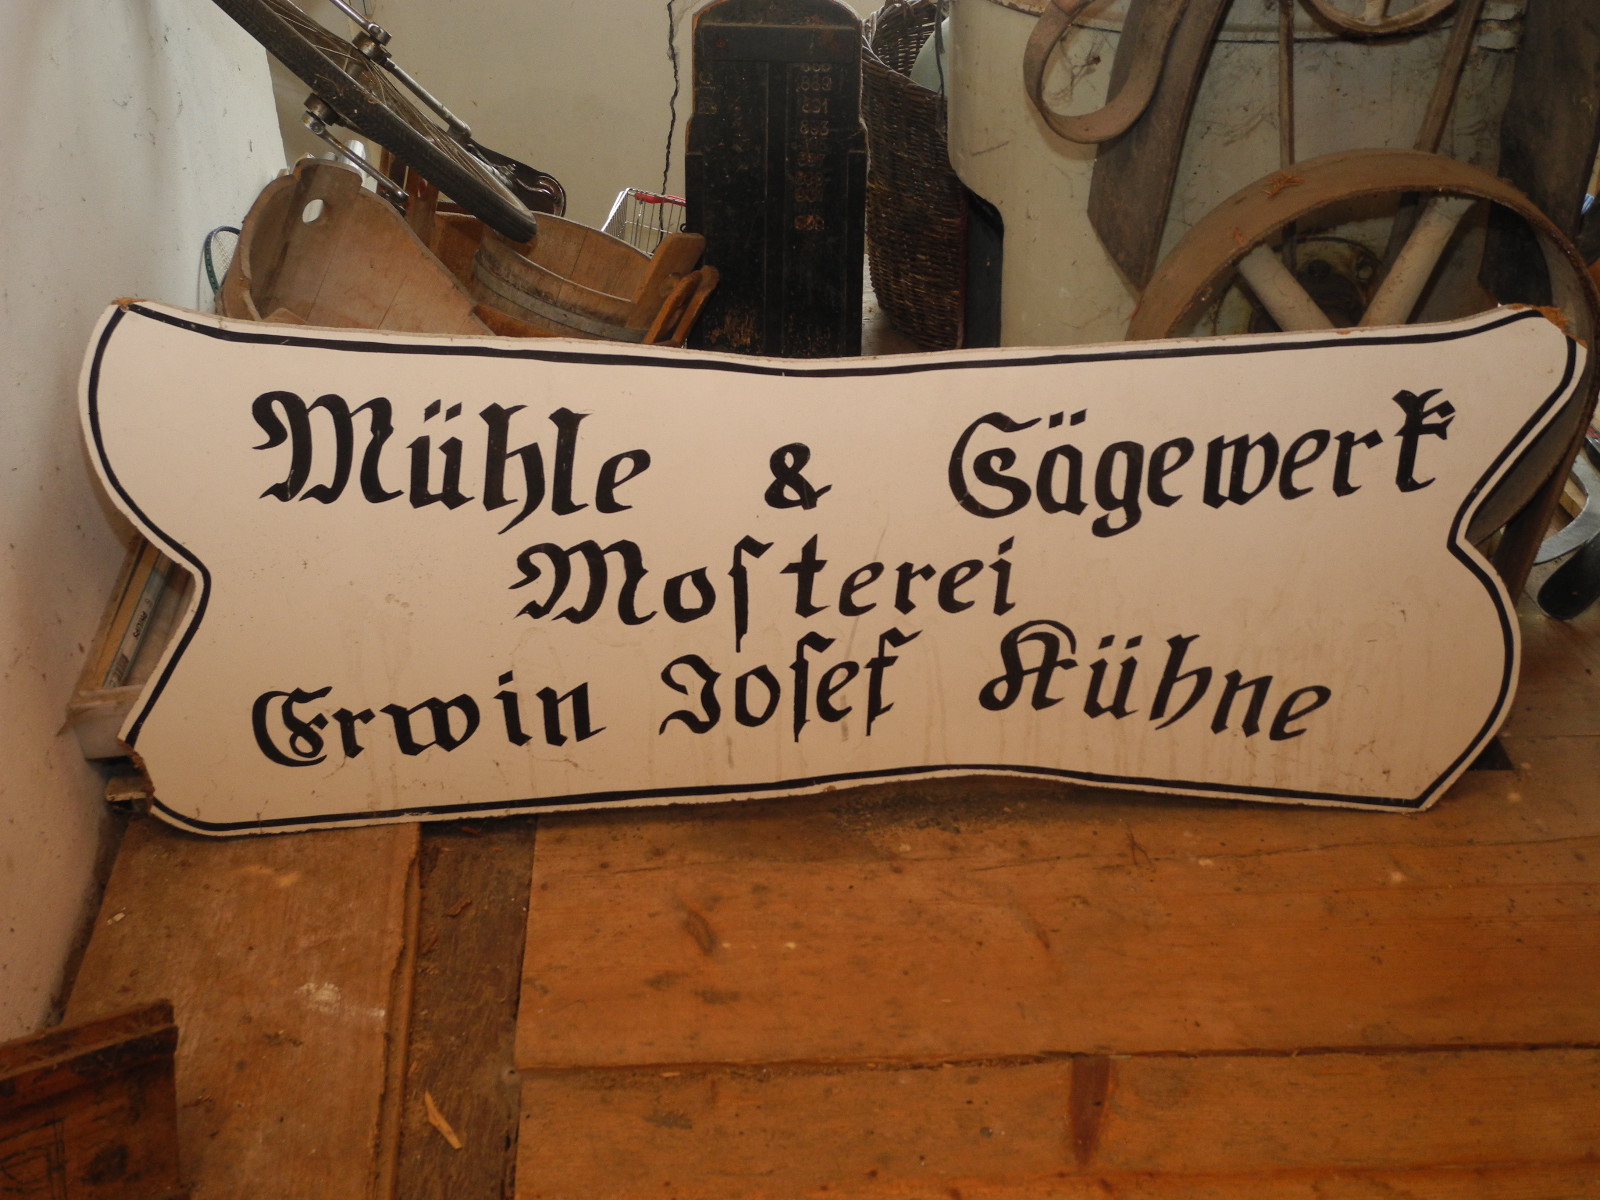 Mühle & Sägewerk
Moſterei
Erwin Joſef Kühne